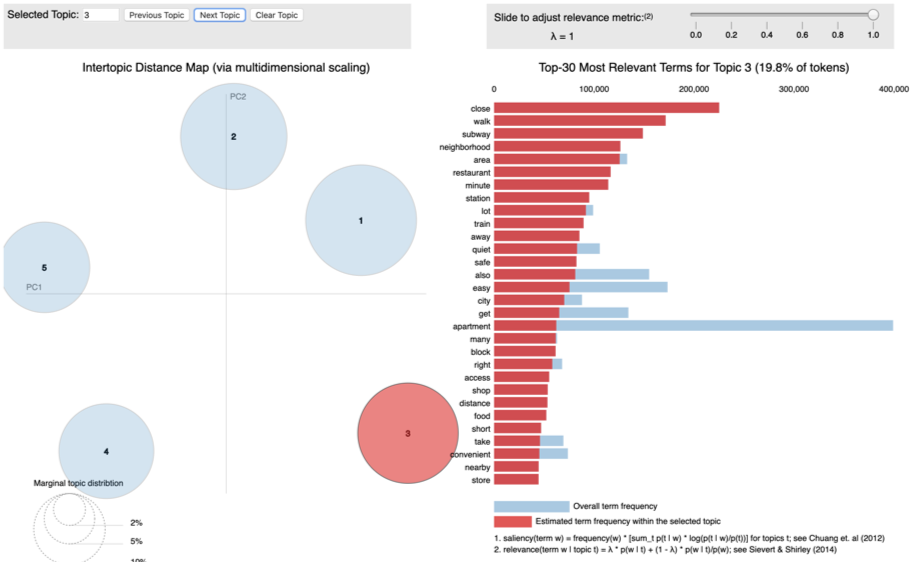 Selected Topic: 3 Previous Topic Next Topic Clear Topic
Slide to adjust relevance metric:(2)
λ = 1
0.0 0.2 0.4 0.6 0.8 1.0
Intertopic Distance Map (via multidimensional scaling)
PC2
2
1
5
PC1
3
4
Marginal topic distribtion
2%
5%
10%
Top-30 Most Relevant Terms for Topic 3 (19.8% of tokens)
0 100,000 200,000 300,000 400,000
close
walk
subway
neighborhood
area
restaurant
minute
station
lot
train
away
quiet
safe
also
easy
city
get
apartment
many
block
right
access
shop
distance
food
short
take
convenient
nearby
store
Overall term frequency
Estimated term frequency within the selected topic
1. saliency(term w) = frequency(w) * [sum_t p(t | w) * log(p(t | w)/p(t))] for topics t; see Chuang et. al (2012)
2. relevance(term w | topic t) = λ * p(w | t) + (1 - λ) * p(w | t)/p(w); see Sievert & Shirley (2014)